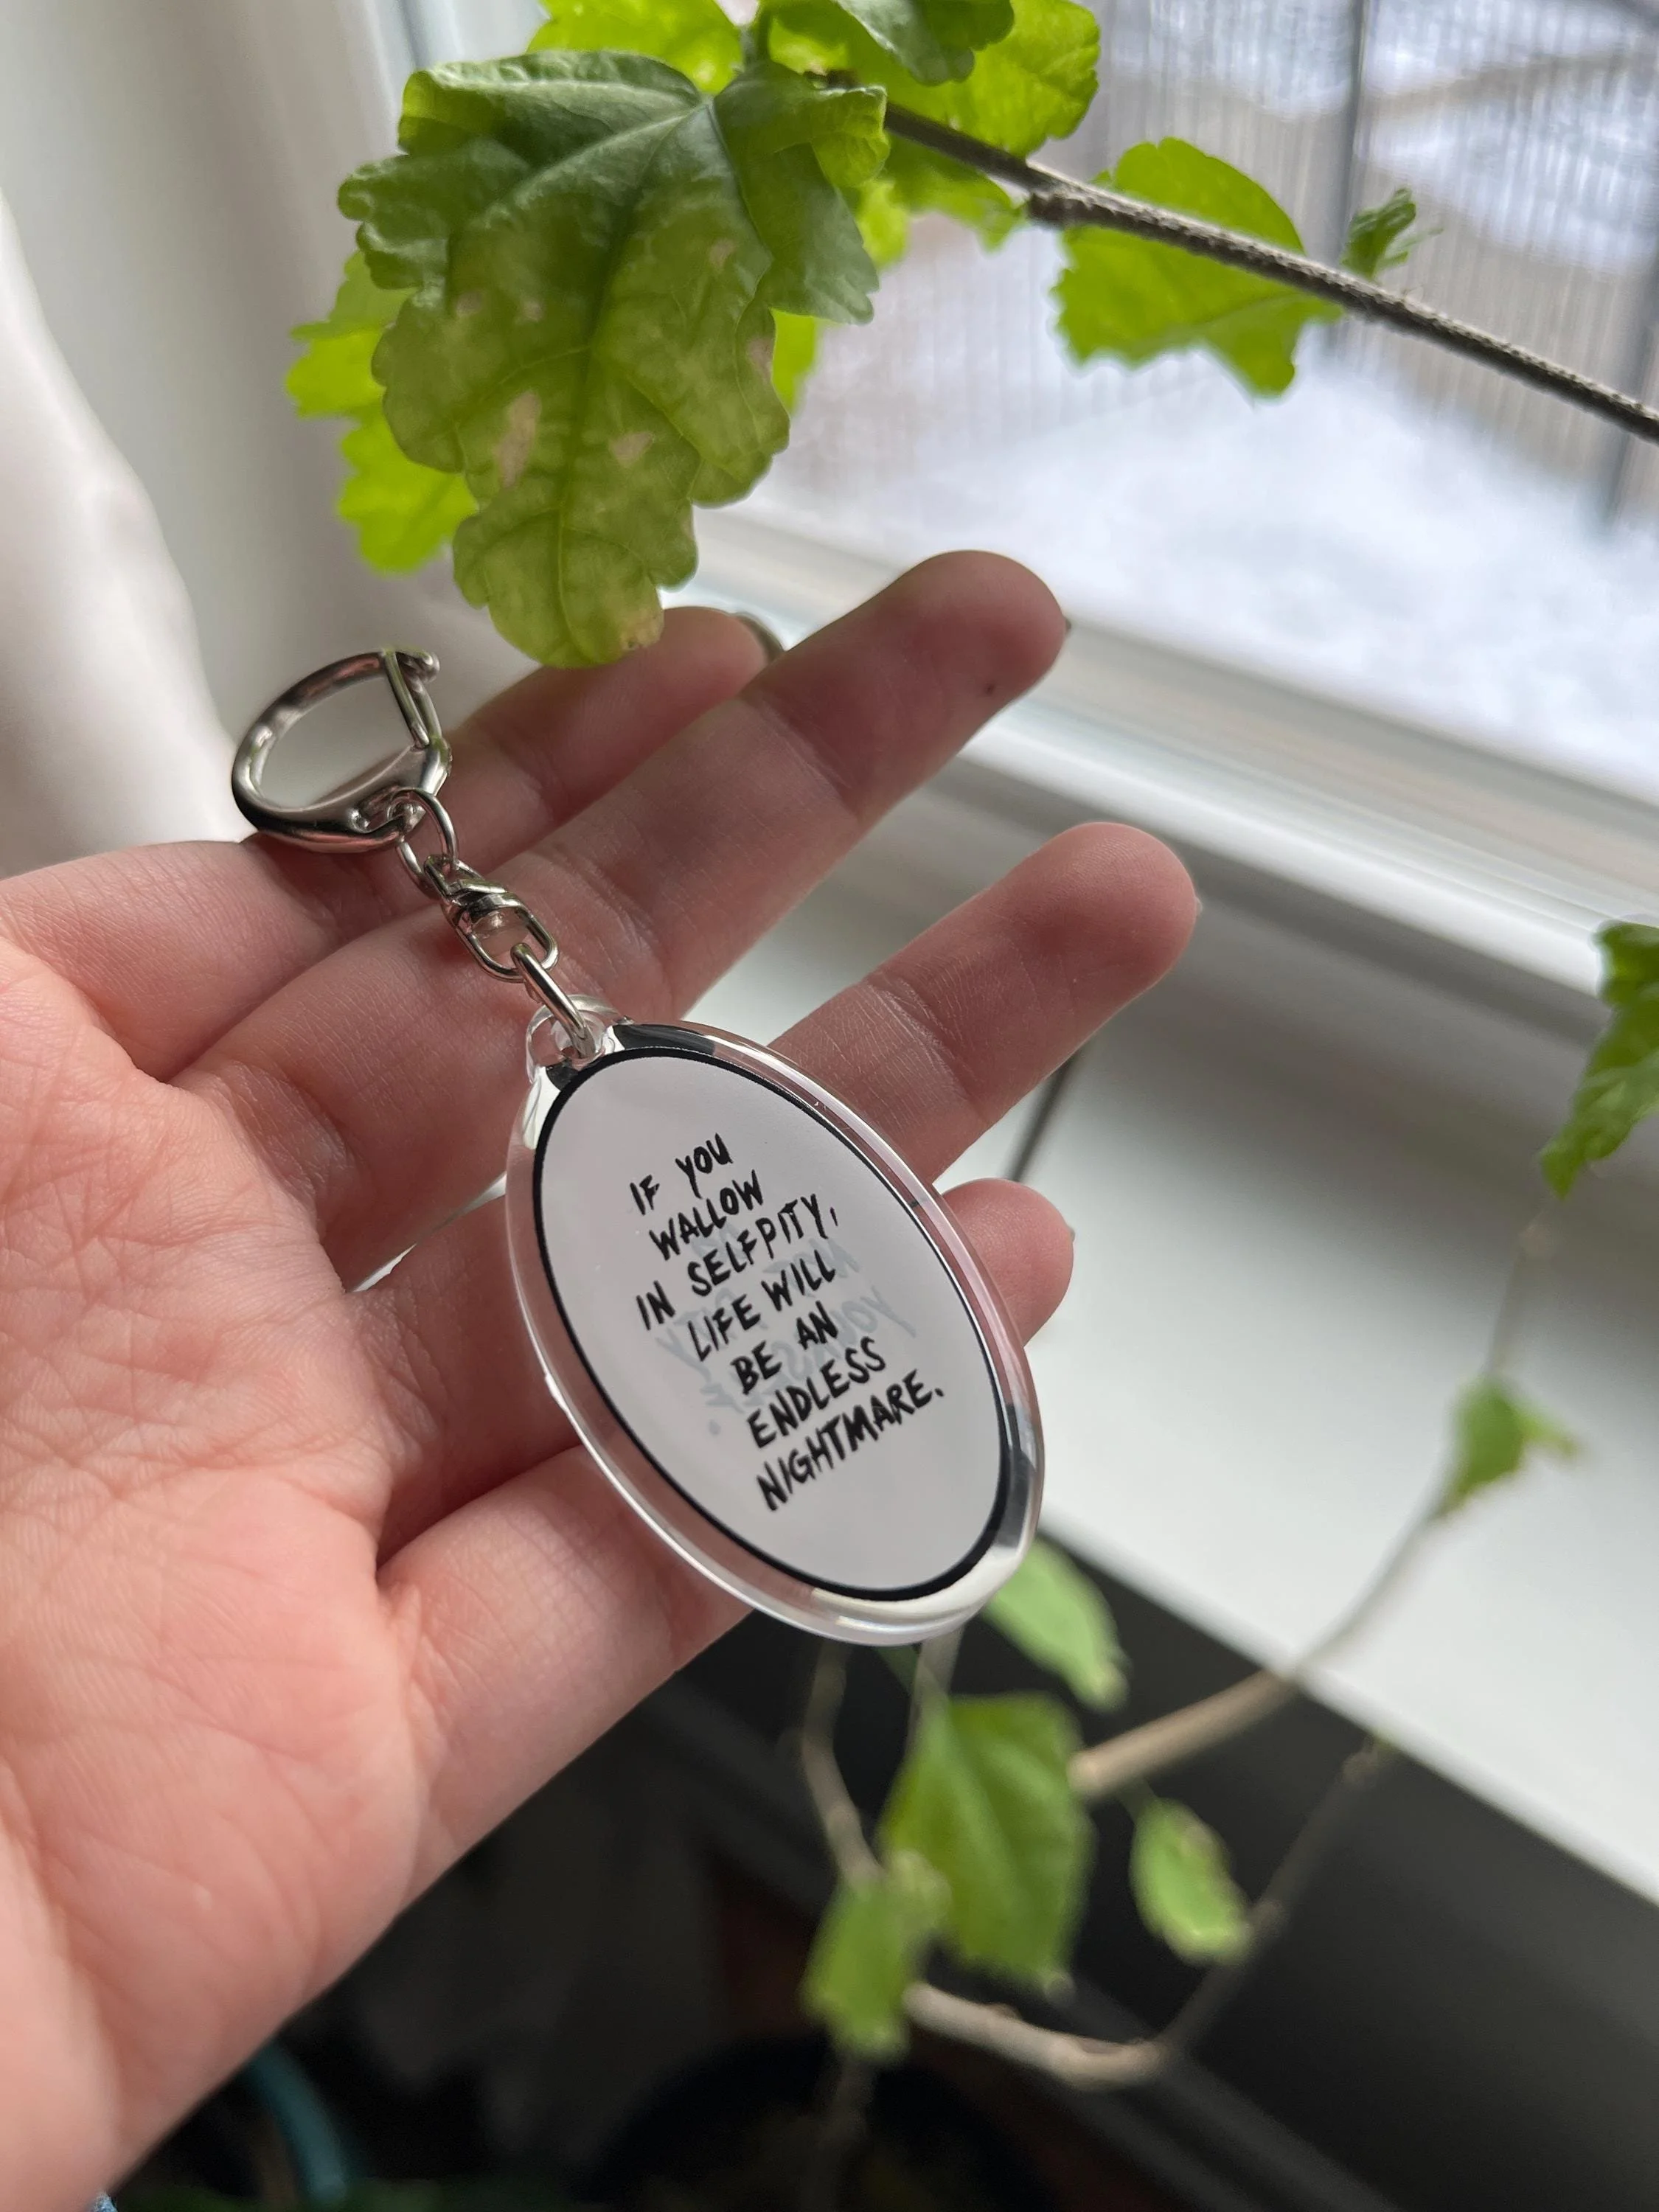 IF YOU
WALLOW
IN SELFPITY,
LIFE WILL
BE AN
ENDLESS
NIGHTMARE.